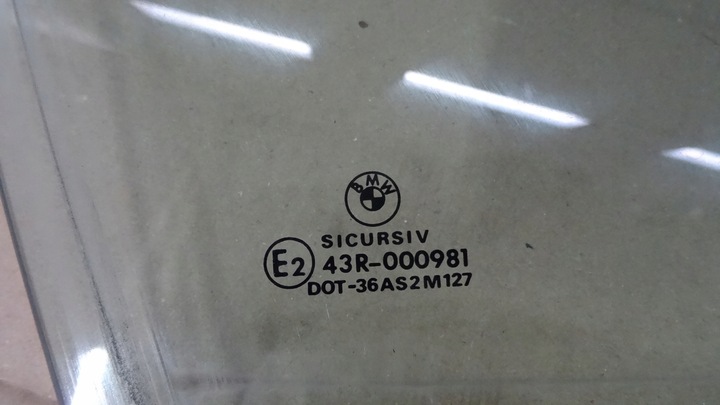 BMW
SICURSIV
E2 43R-000981
DOT-36AS2M127